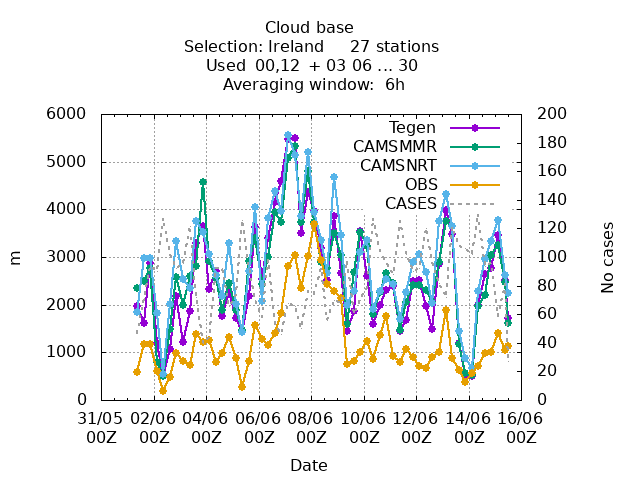 Cloud base
Selection: Ireland 27 stations
Used 00,12 + 03 06 ... 30
Averaging window: 6h
6000
5000
4000
3000
2000
1000
0
m
200
180
160
140
120
100
80
60
40
20
0
No cases
Tegen
CAMSMMR
CAMSNRT
OBS
CASES
31/05 02/06 04/06 06/06 08/06 10/06 12/06 14/06 16/06
00Z 00Z 00Z 00Z 00Z 00Z 00Z 00Z 00Z
Date